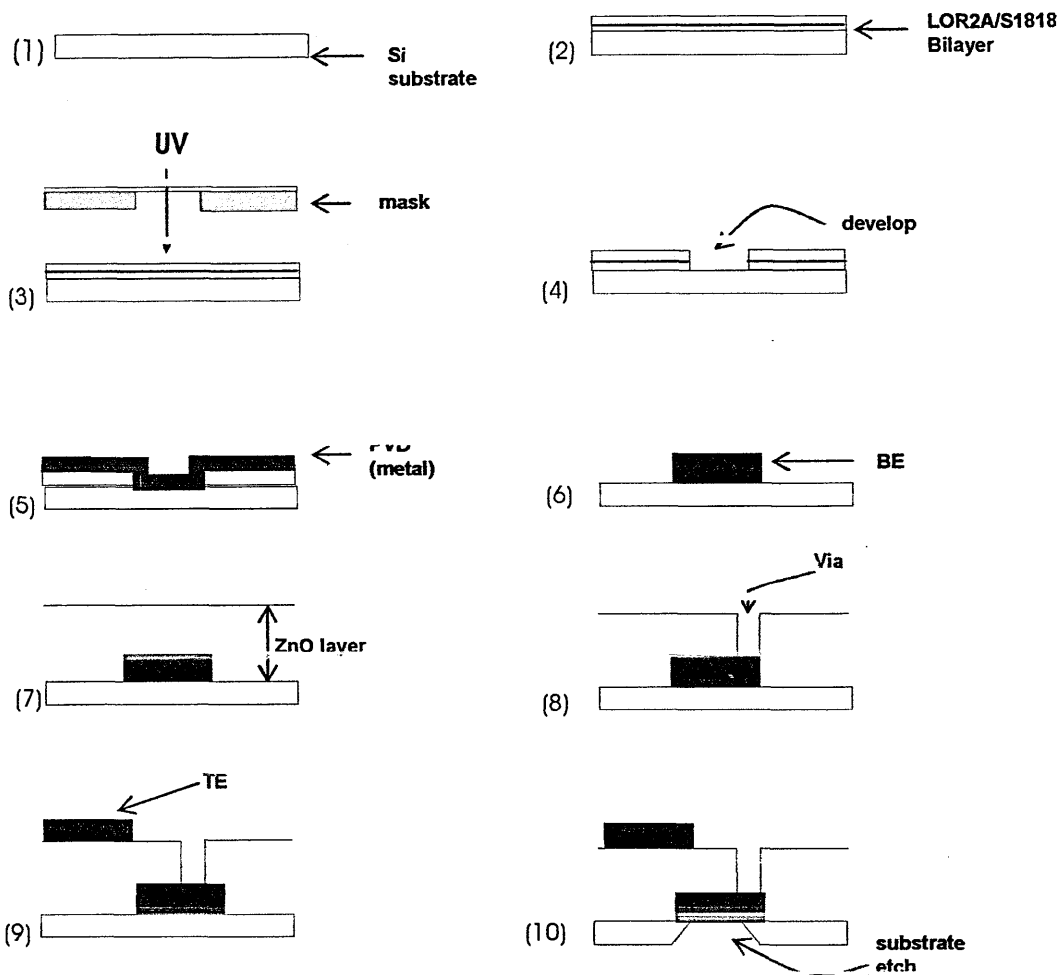 (1)
Si
substrate
(2)
LOR2A/S1818
Bilayer
UV
mask
(3)
develop
(4)
PVD
(metal)
(5)
BE
(6)
ZnO layer
(7)
Via
(8)
TE
(9)
(10)
substrate
etch